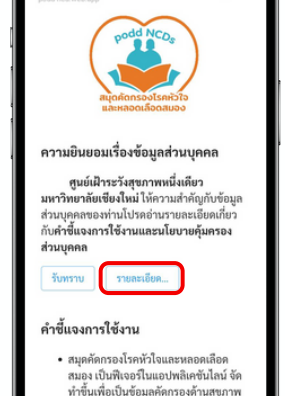 podd NCDs
สมุดคัดกรองโรคหัวใจ
และหลอดเลือดสมอง
ความยินยอมเรื่องข้อมูลส่วนบุคคล
ศูนย์เฝ้าระวังสุขภาพหนึ่งเดียว
มหาวิทยาลัยเชียงใหม่ ให้ความสำคัญกับข้อมูล
ส่วนบุคคลของท่านโปรดอ่านรายละเอียดเกี่ยว
กับคำชี้แจงการใช้งานและนโยบายคุ้มครอง
ส่วนบุคคล
รับทราบ
รายละเอียด...
คำชี้แจงการใช้งาน
• สมุดคัดกรองโรคหัวใจและหลอดเลือด
สมอง เป็นฟีเจอร์ในแอปพลิเคชันไลน์ จัด
ทำขึ้นเพื่อเป็นข้อมูลคัดกรองด้านสุขภาพ